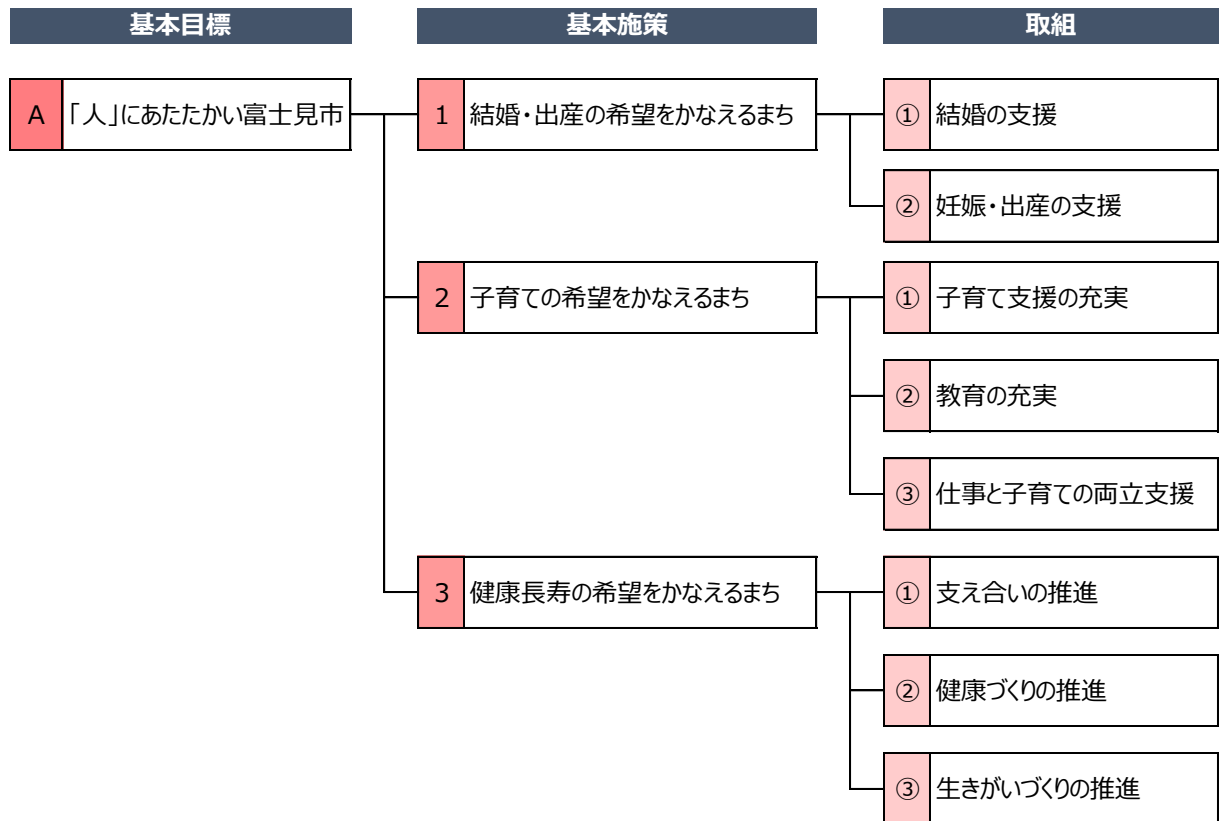 基本目標 基本施策 取組
A 「人」にあたたかい富士見市 1 結婚・出産の希望をかなえるまち ① 結婚の支援
② 妊娠・出産の支援
2 子育ての希望をかなえるまち ① 子育て支援の充実
② 教育の充実
③ 仕事と子育ての両立支援
3 健康長寿の希望をかなえるまち ① 支え合いの推進
② 健康づくりの推進
③ 生きがいづくりの推進